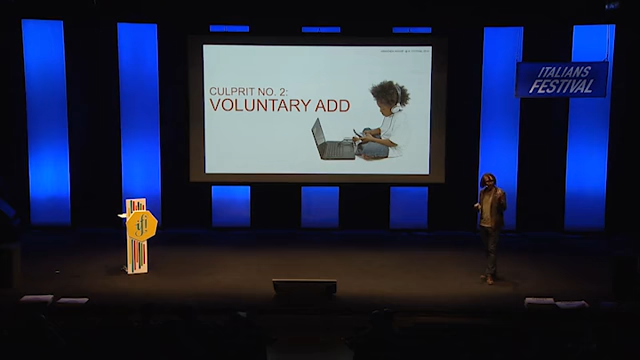 CULPRIT NO. 2:
VOLUNTARY ADD
ITALIANS
FESTIVAL